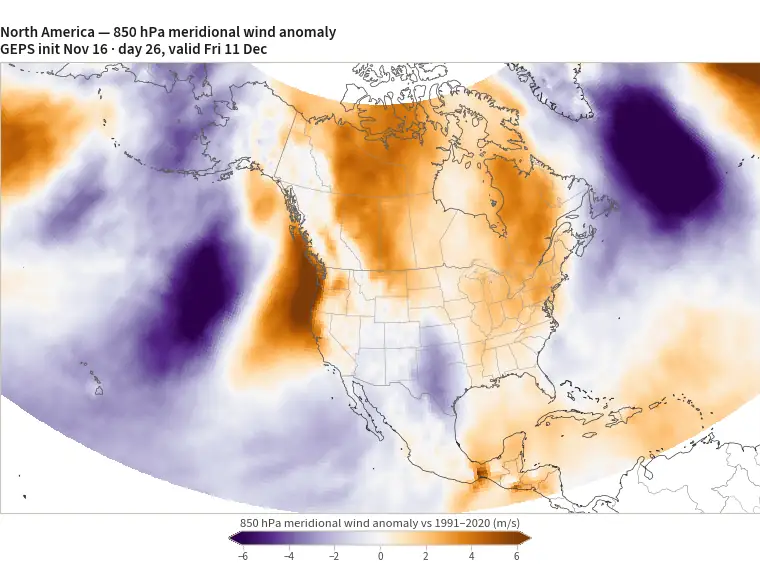 North America — 850 hPa meridional wind anomaly
GEPS init Nov 16 · day 26, valid Fri 11 Dec
850 hPa meridional wind anomaly vs 1991–2020 (m/s)
−6 −4 −2 0 2 4 6